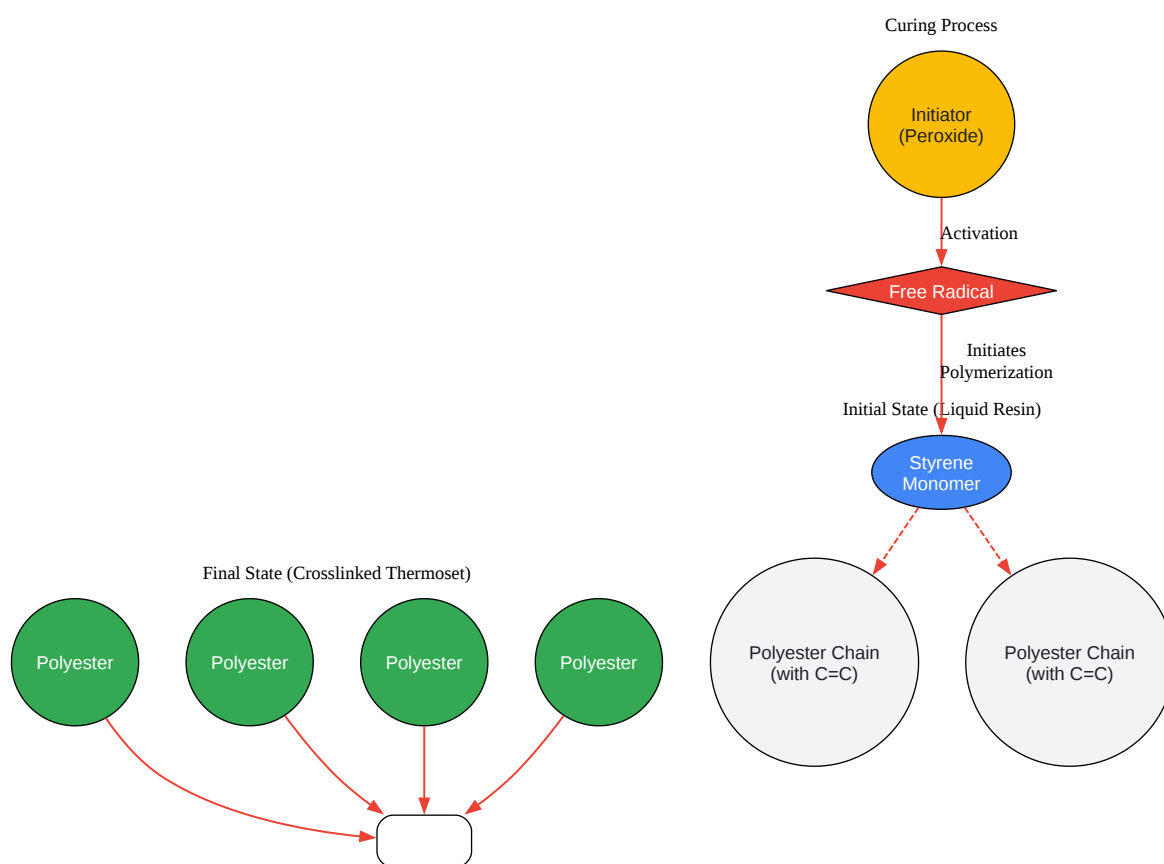 Curing Process
Initiator
(Peroxide)
Activation
Free Radical
Initiates
Polymerization
Initial State (Liquid Resin)
Styrene
Monomer
Polyester Chain
(with C=C)
Polyester Chain
(with C=C)
Final State (Crosslinked Thermoset)
Polyester
Polyester
Polyester
Polyester